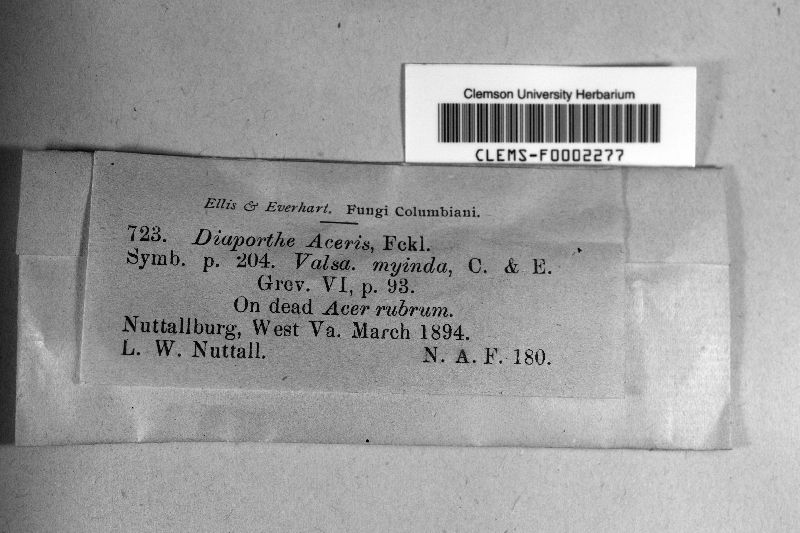 Clemson University Herbarium
CLEMS-F0002277
Ellis & Everhart. Fungi Columbiani.
723. Diaporthe Aceris, Fckl.
Symb. p. 204. Valsa. myinda, C. & E.
Grev. VI, p. 93.
On dead Acer rubrum.
Nuttallburg, West Va. March 1894.
L. W. Nuttall. N. A. F. 180.